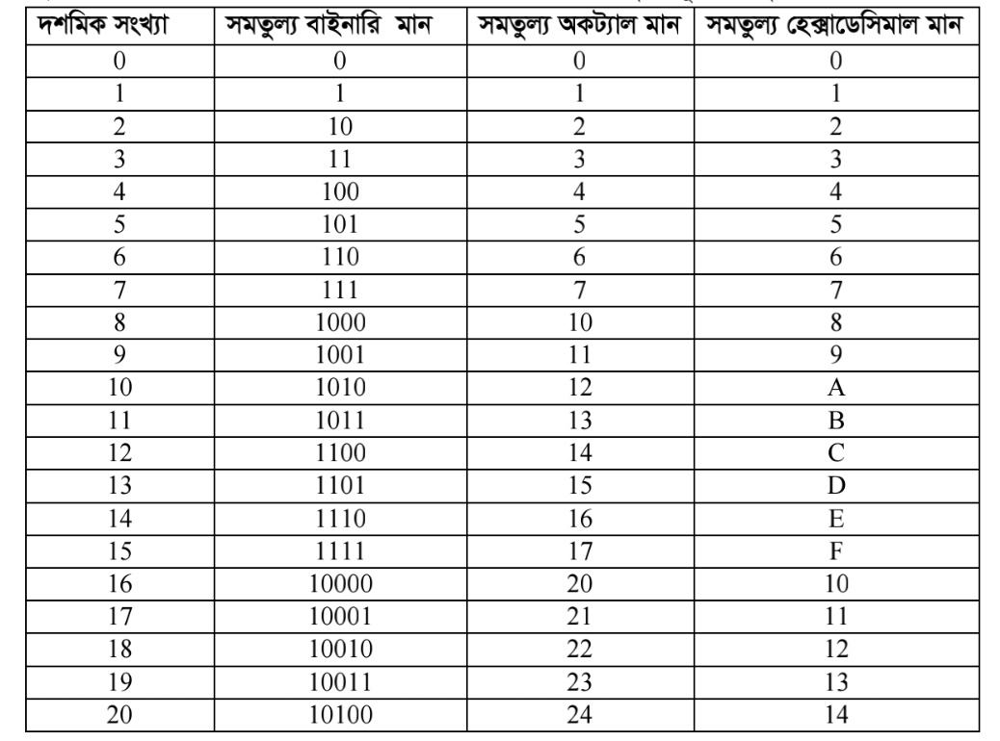 দশমিক সংখ্যা সমতুল্য বাইনারি মান সমতুল্য অকট্যাল মান সমতুল্য হেক্সাডেসিমাল মান
0 0 0 0
1 1 1 1
2 10 2 2
3 11 3 3
4 100 4 4
5 101 5 5
6 110 6 6
7 111 7 7
8 1000 10 8
9 1001 11 9
10 1010 12 A
11 1011 13 B
12 1100 14 C
13 1101 15 D
14 1110 16 E
15 1111 17 F
16 10000 20 10
17 10001 21 11
18 10010 22 12
19 10011 23 13
20 10100 24 14